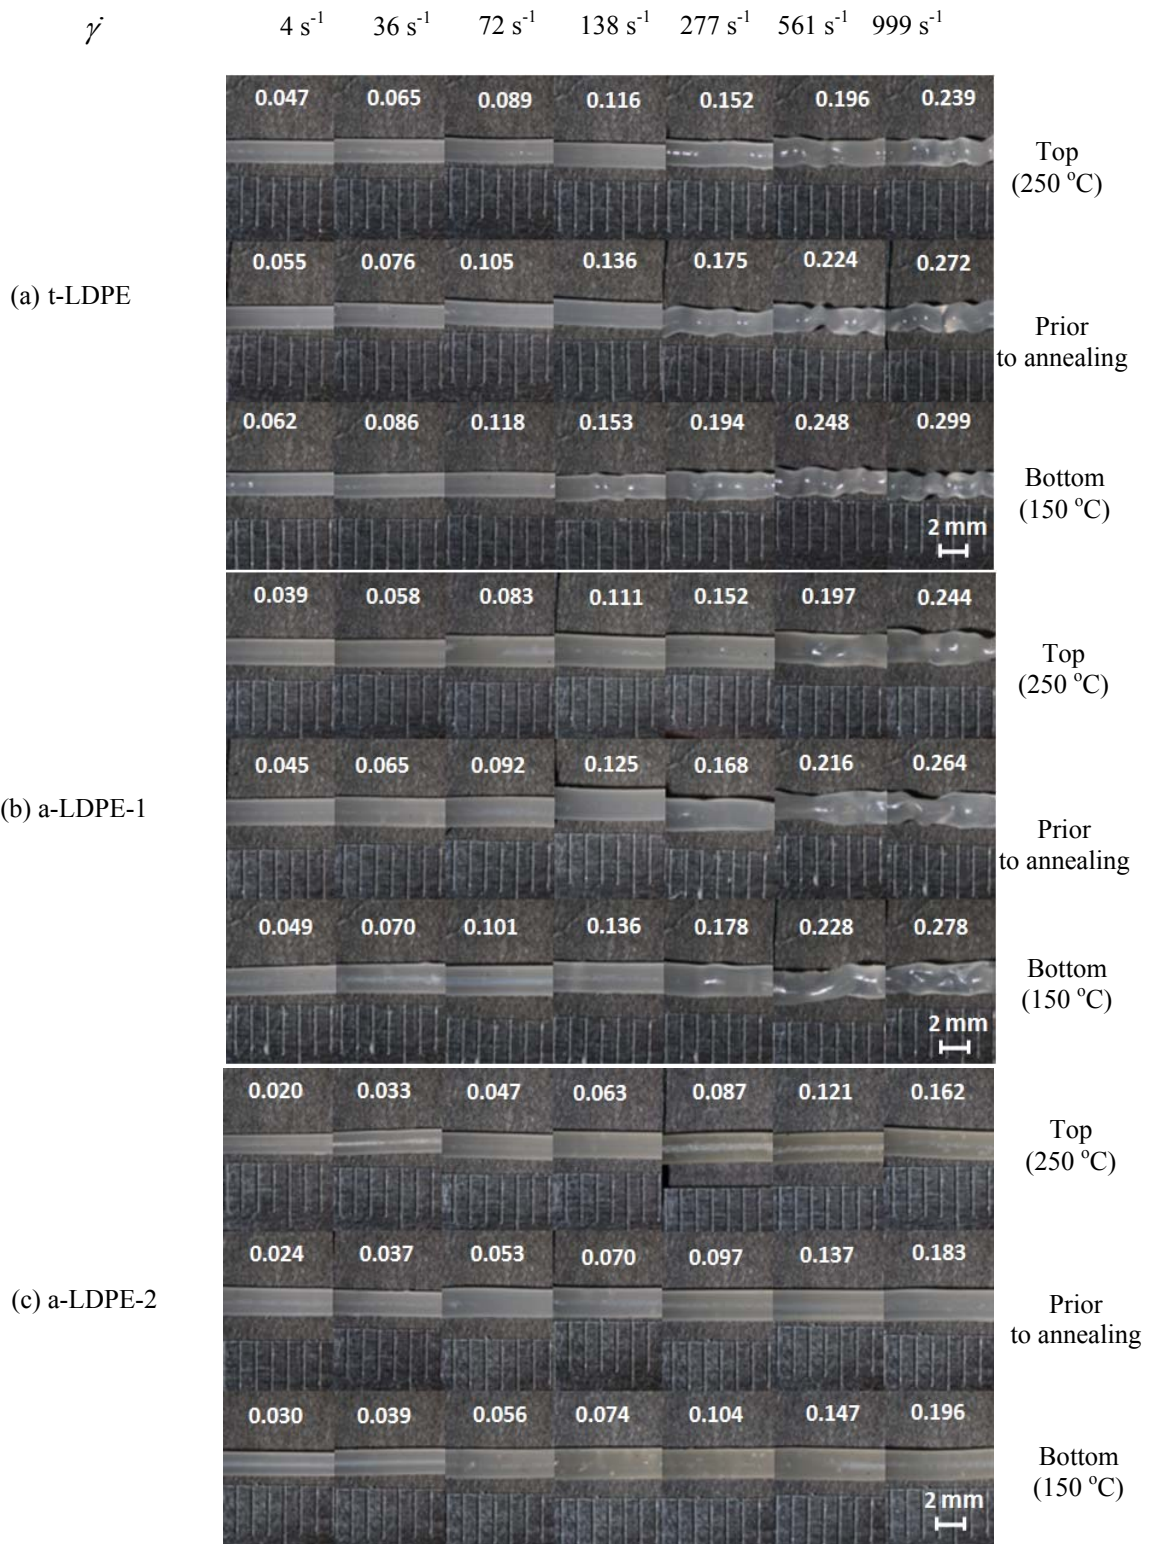 γ̇ 4 s⁻¹ 36 s⁻¹ 72 s⁻¹ 138 s⁻¹ 277 s⁻¹ 561 s⁻¹ 999 s⁻¹
0.047 0.065 0.089 0.116 0.152 0.196 0.239
Top
(250 °C)
0.055 0.076 0.105 0.136 0.175 0.224 0.272
(a) t-LDPE
Prior
to annealing
0.062 0.086 0.118 0.153 0.194 0.248 0.299
Bottom
(150 °C)
2 mm
0.039 0.058 0.083 0.111 0.152 0.197 0.244
Top
(250 °C)
0.045 0.065 0.092 0.125 0.168 0.216 0.264
(b) a-LDPE-1
Prior
to annealing
0.049 0.070 0.101 0.136 0.178 0.228 0.278
Bottom
(150 °C)
2 mm
0.020 0.033 0.047 0.063 0.087 0.121 0.162
Top
(250 °C)
0.024 0.037 0.053 0.070 0.097 0.137 0.183
(c) a-LDPE-2
Prior
to annealing
0.030 0.039 0.056 0.074 0.104 0.147 0.196
Bottom
(150 °C)
2 mm